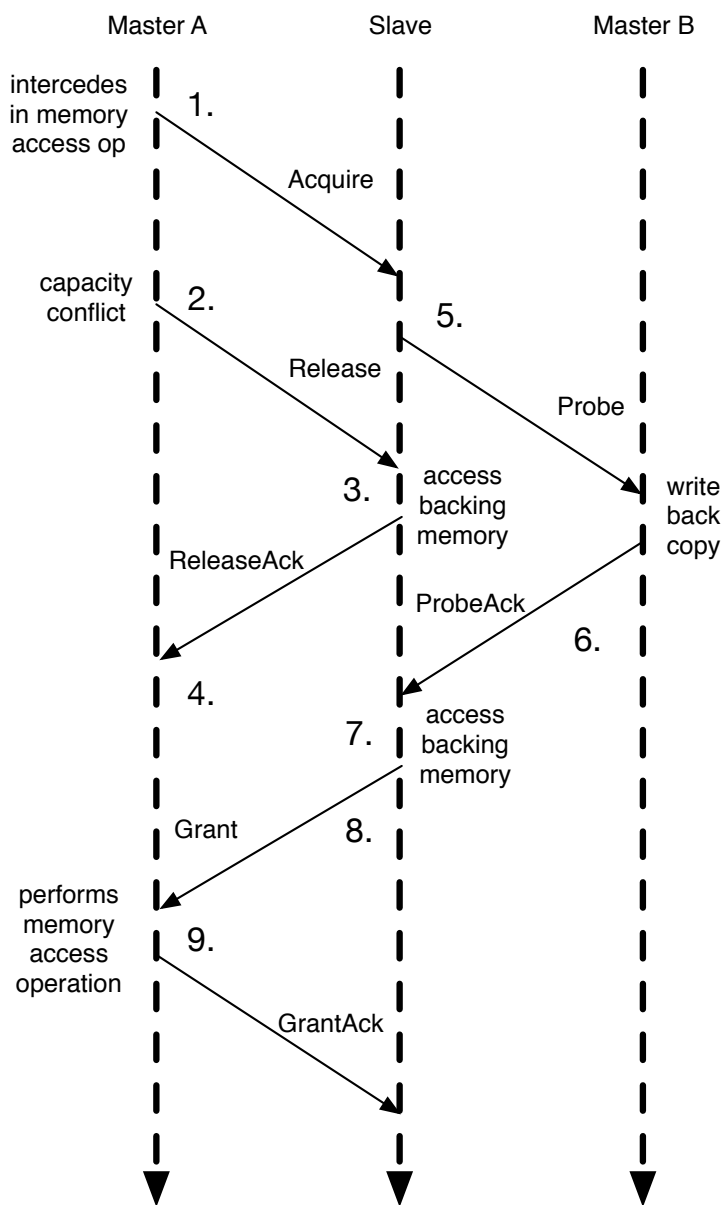 Master A
Slave
Master B
intercedes
in memory
access op
1.
Acquire
capacity
conflict
2.
5.
Release
Probe
3.
access
backing
memory
write
back
copy
ReleaseAck
ProbeAck
6.
4.
7.
access
backing
memory
Grant
8.
performs
memory
access
operation
9.
GrantAck